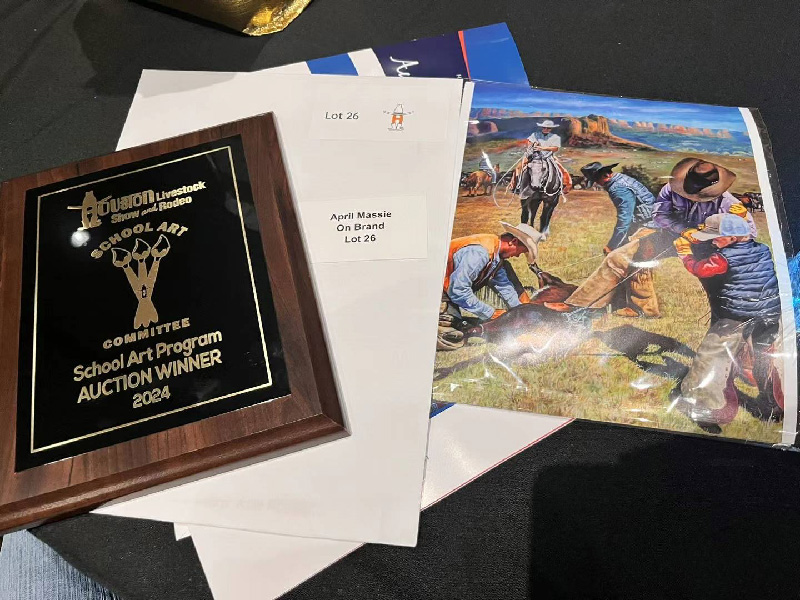 Houston Livestock
Show and Rodeo
SCHOOL ART
COMMITTEE
School Art Program
AUCTION WINNER
2024
Lot 26
April Massie
On Brand
Lot 26